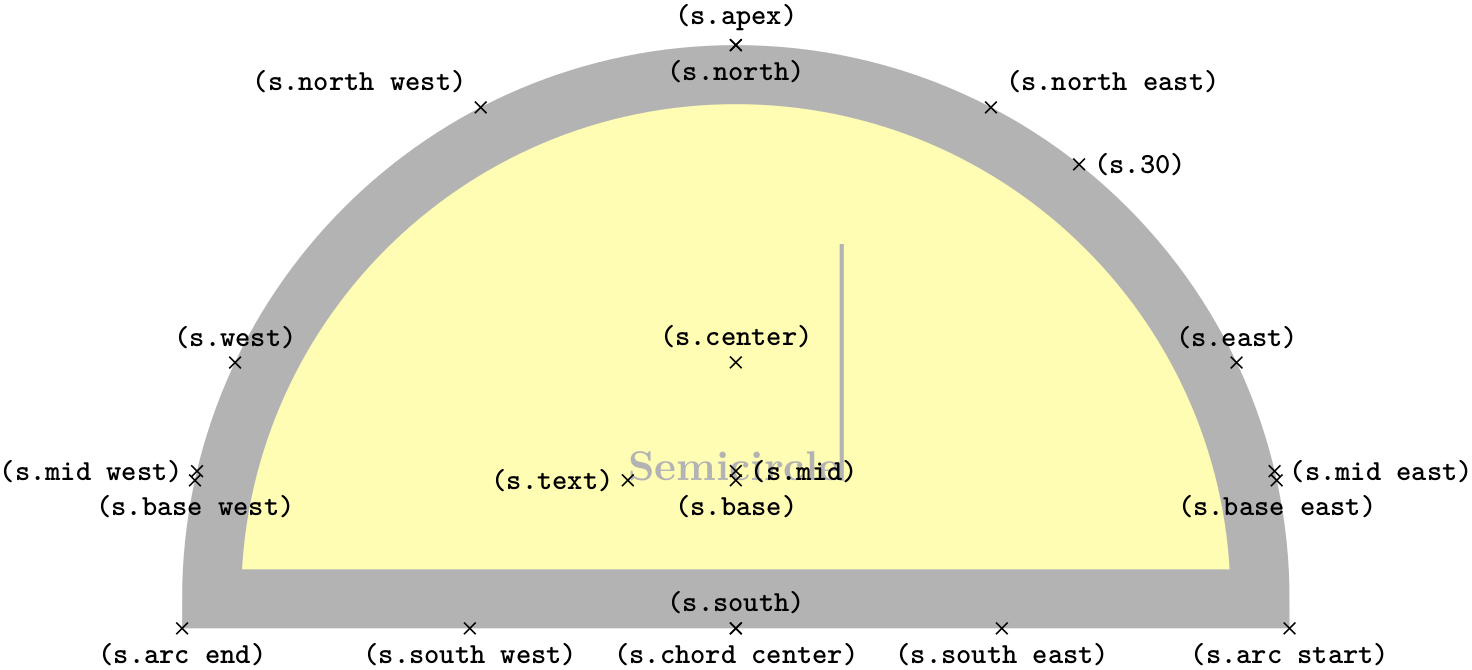 (s.apex)
(s.north)
(s.north west)
(s.north east)
(s.30)
(s.west)
(s.center)
(s.east)
Semicircle
(s.mid west)
(s.mid)
(s.mid east)
(s.text)
(s.base west)
(s.base)
(s.base east)
(s.south)
(s.arc end)
(s.south west)
(s.chord center)
(s.south east)
(s.arc start)